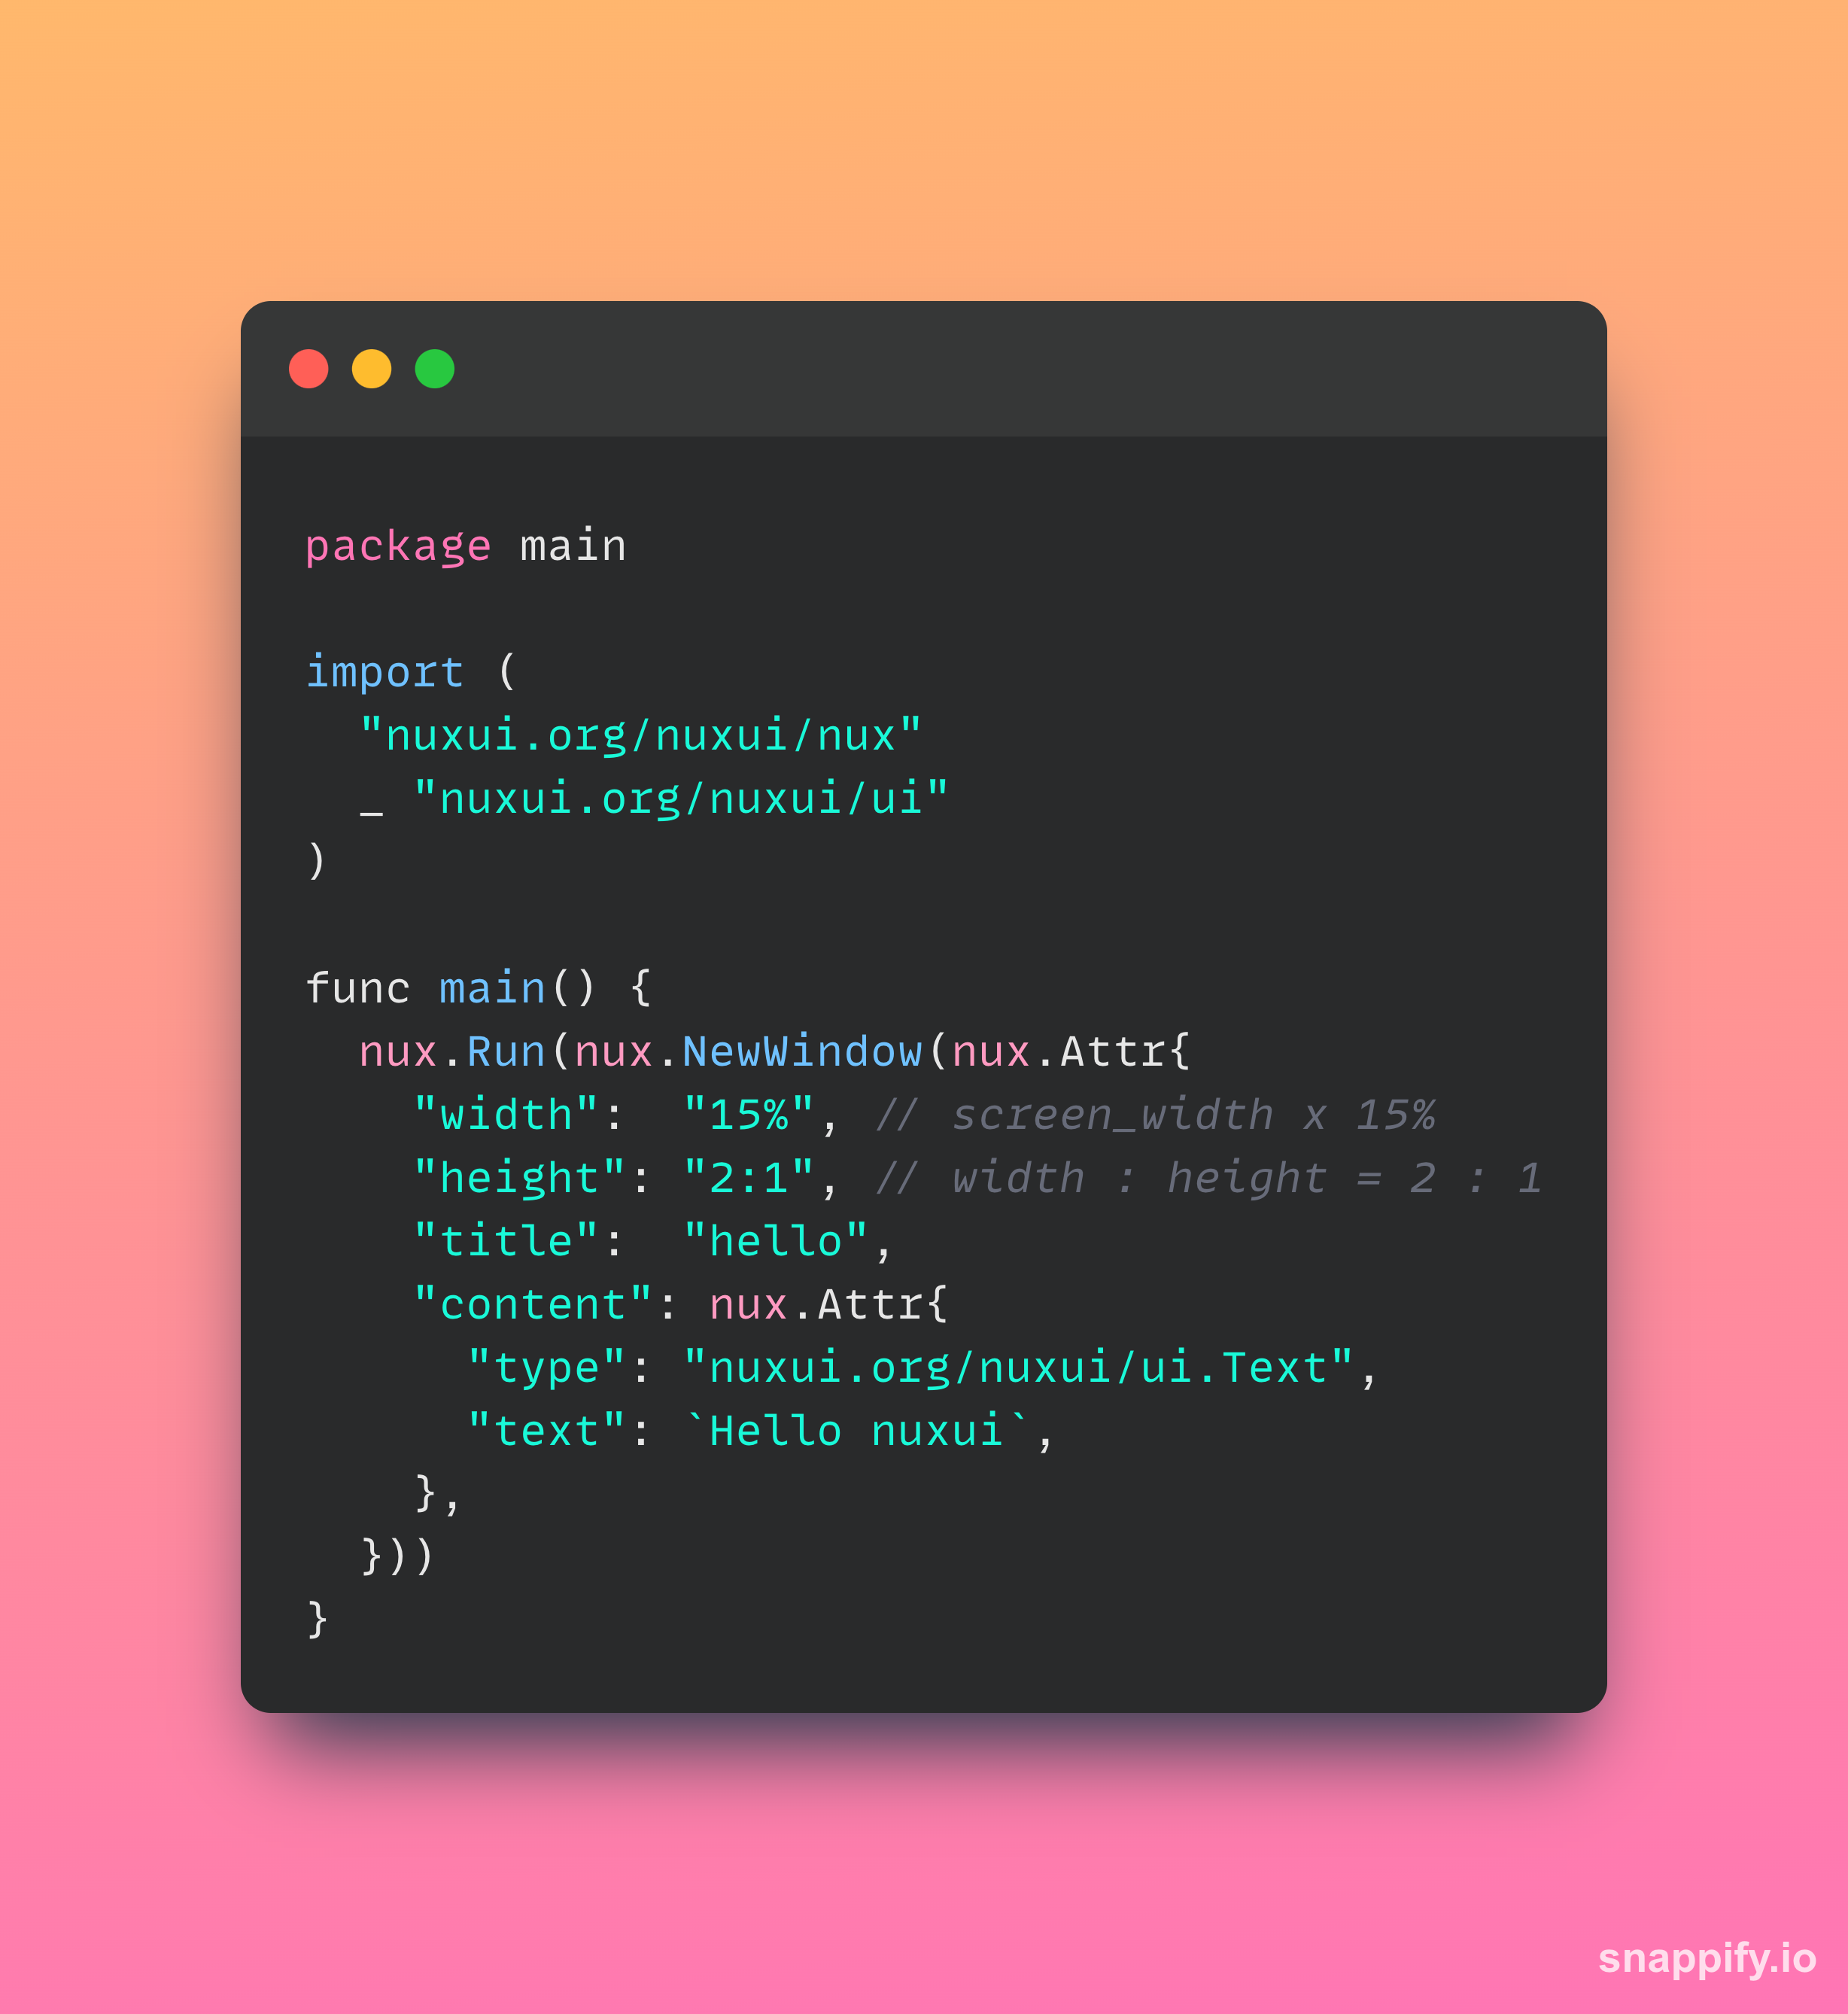 package main

import (
  "nuxui.org/nuxui/nux"
  _ "nuxui.org/nuxui/ui"
)

func main() {
  nux.Run(nux.NewWindow(nux.Attr{
    "width":  "15%", // screen_width x 15%
    "height": "2:1", // width : height = 2 : 1
    "title":  "hello",
    "content": nux.Attr{
      "type": "nuxui.org/nuxui/ui.Text",
      "text": `Hello nuxui`,
    },
  }))
}
snappify.io